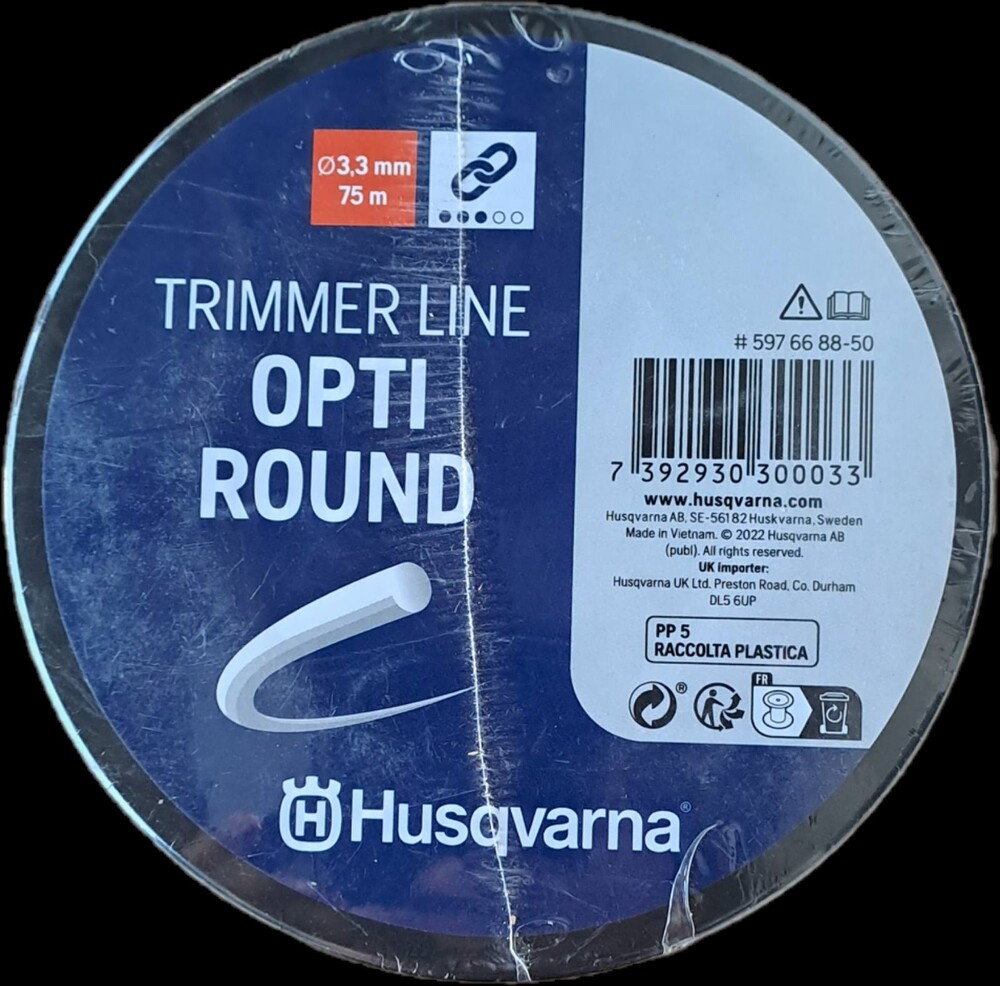 Ø3,3 mm
75 m
TRIMMER LINE
OPTI
ROUND
Husqvarna®
# 597 66 88-50
7 392930 300033
www.husqvarna.com
Husqvarna AB, SE-561 82 Huskvarna, Sweden
Made in Vietnam. © 2022 Husqvarna AB
(publ). All rights reserved.
UK importer:
Husqvarna UK Ltd. Preston Road, Co. Durham
DL5 6UP
PP 5
RACCOLTA PLASTICA
®
FR